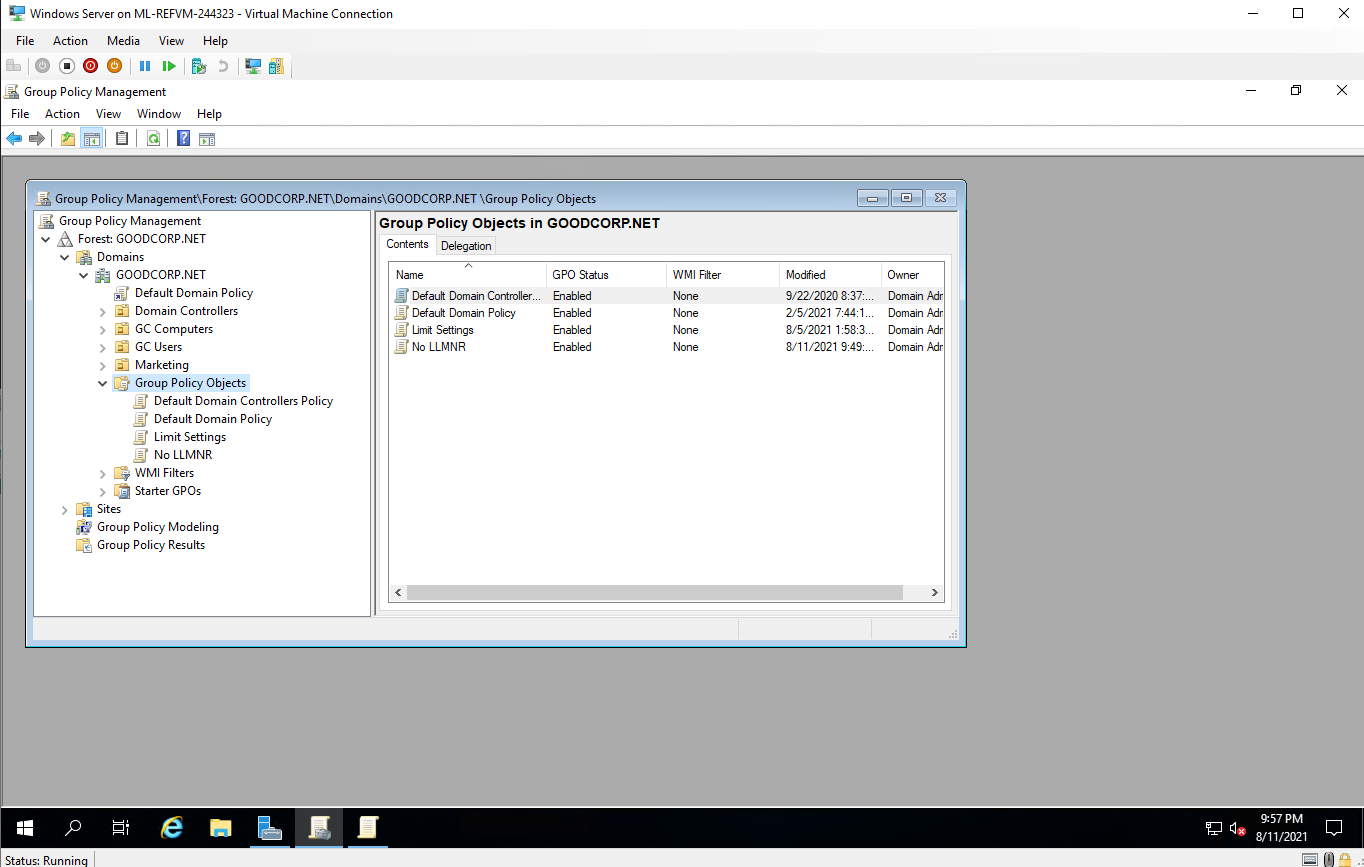 Windows Server on ML-REFVM-244323 - Virtual Machine Connection
File Action Media View Help
Group Policy Management
File Action View Window Help
Group Policy Management\Forest: GOODCORP.NET\Domains\GOODCORP.NET \Group Policy Objects
Group Policy Management
Forest: GOODCORP.NET
Domains
GOODCORP.NET
Default Domain Policy
Domain Controllers
GC Computers
GC Users
Marketing
Group Policy Objects
Default Domain Controllers Policy
Default Domain Policy
Limit Settings
No LLMNR
WMI Filters
Starter GPOs
Sites
Group Policy Modeling
Group Policy Results
Group Policy Objects in GOODCORP.NET
Contents Delegation
Name GPO Status WMI Filter Modified Owner
Default Domain Controller... Enabled None 9/22/2020 8:37:... Domain Adr
Default Domain Policy Enabled None 2/5/2021 7:44:1... Domain Adr
Limit Settings Enabled None 8/5/2021 1:58:3... Domain Adr
No LLMNR Enabled None 8/11/2021 9:49:... Domain Adr
9:57 PM
8/11/2021
Status: Running